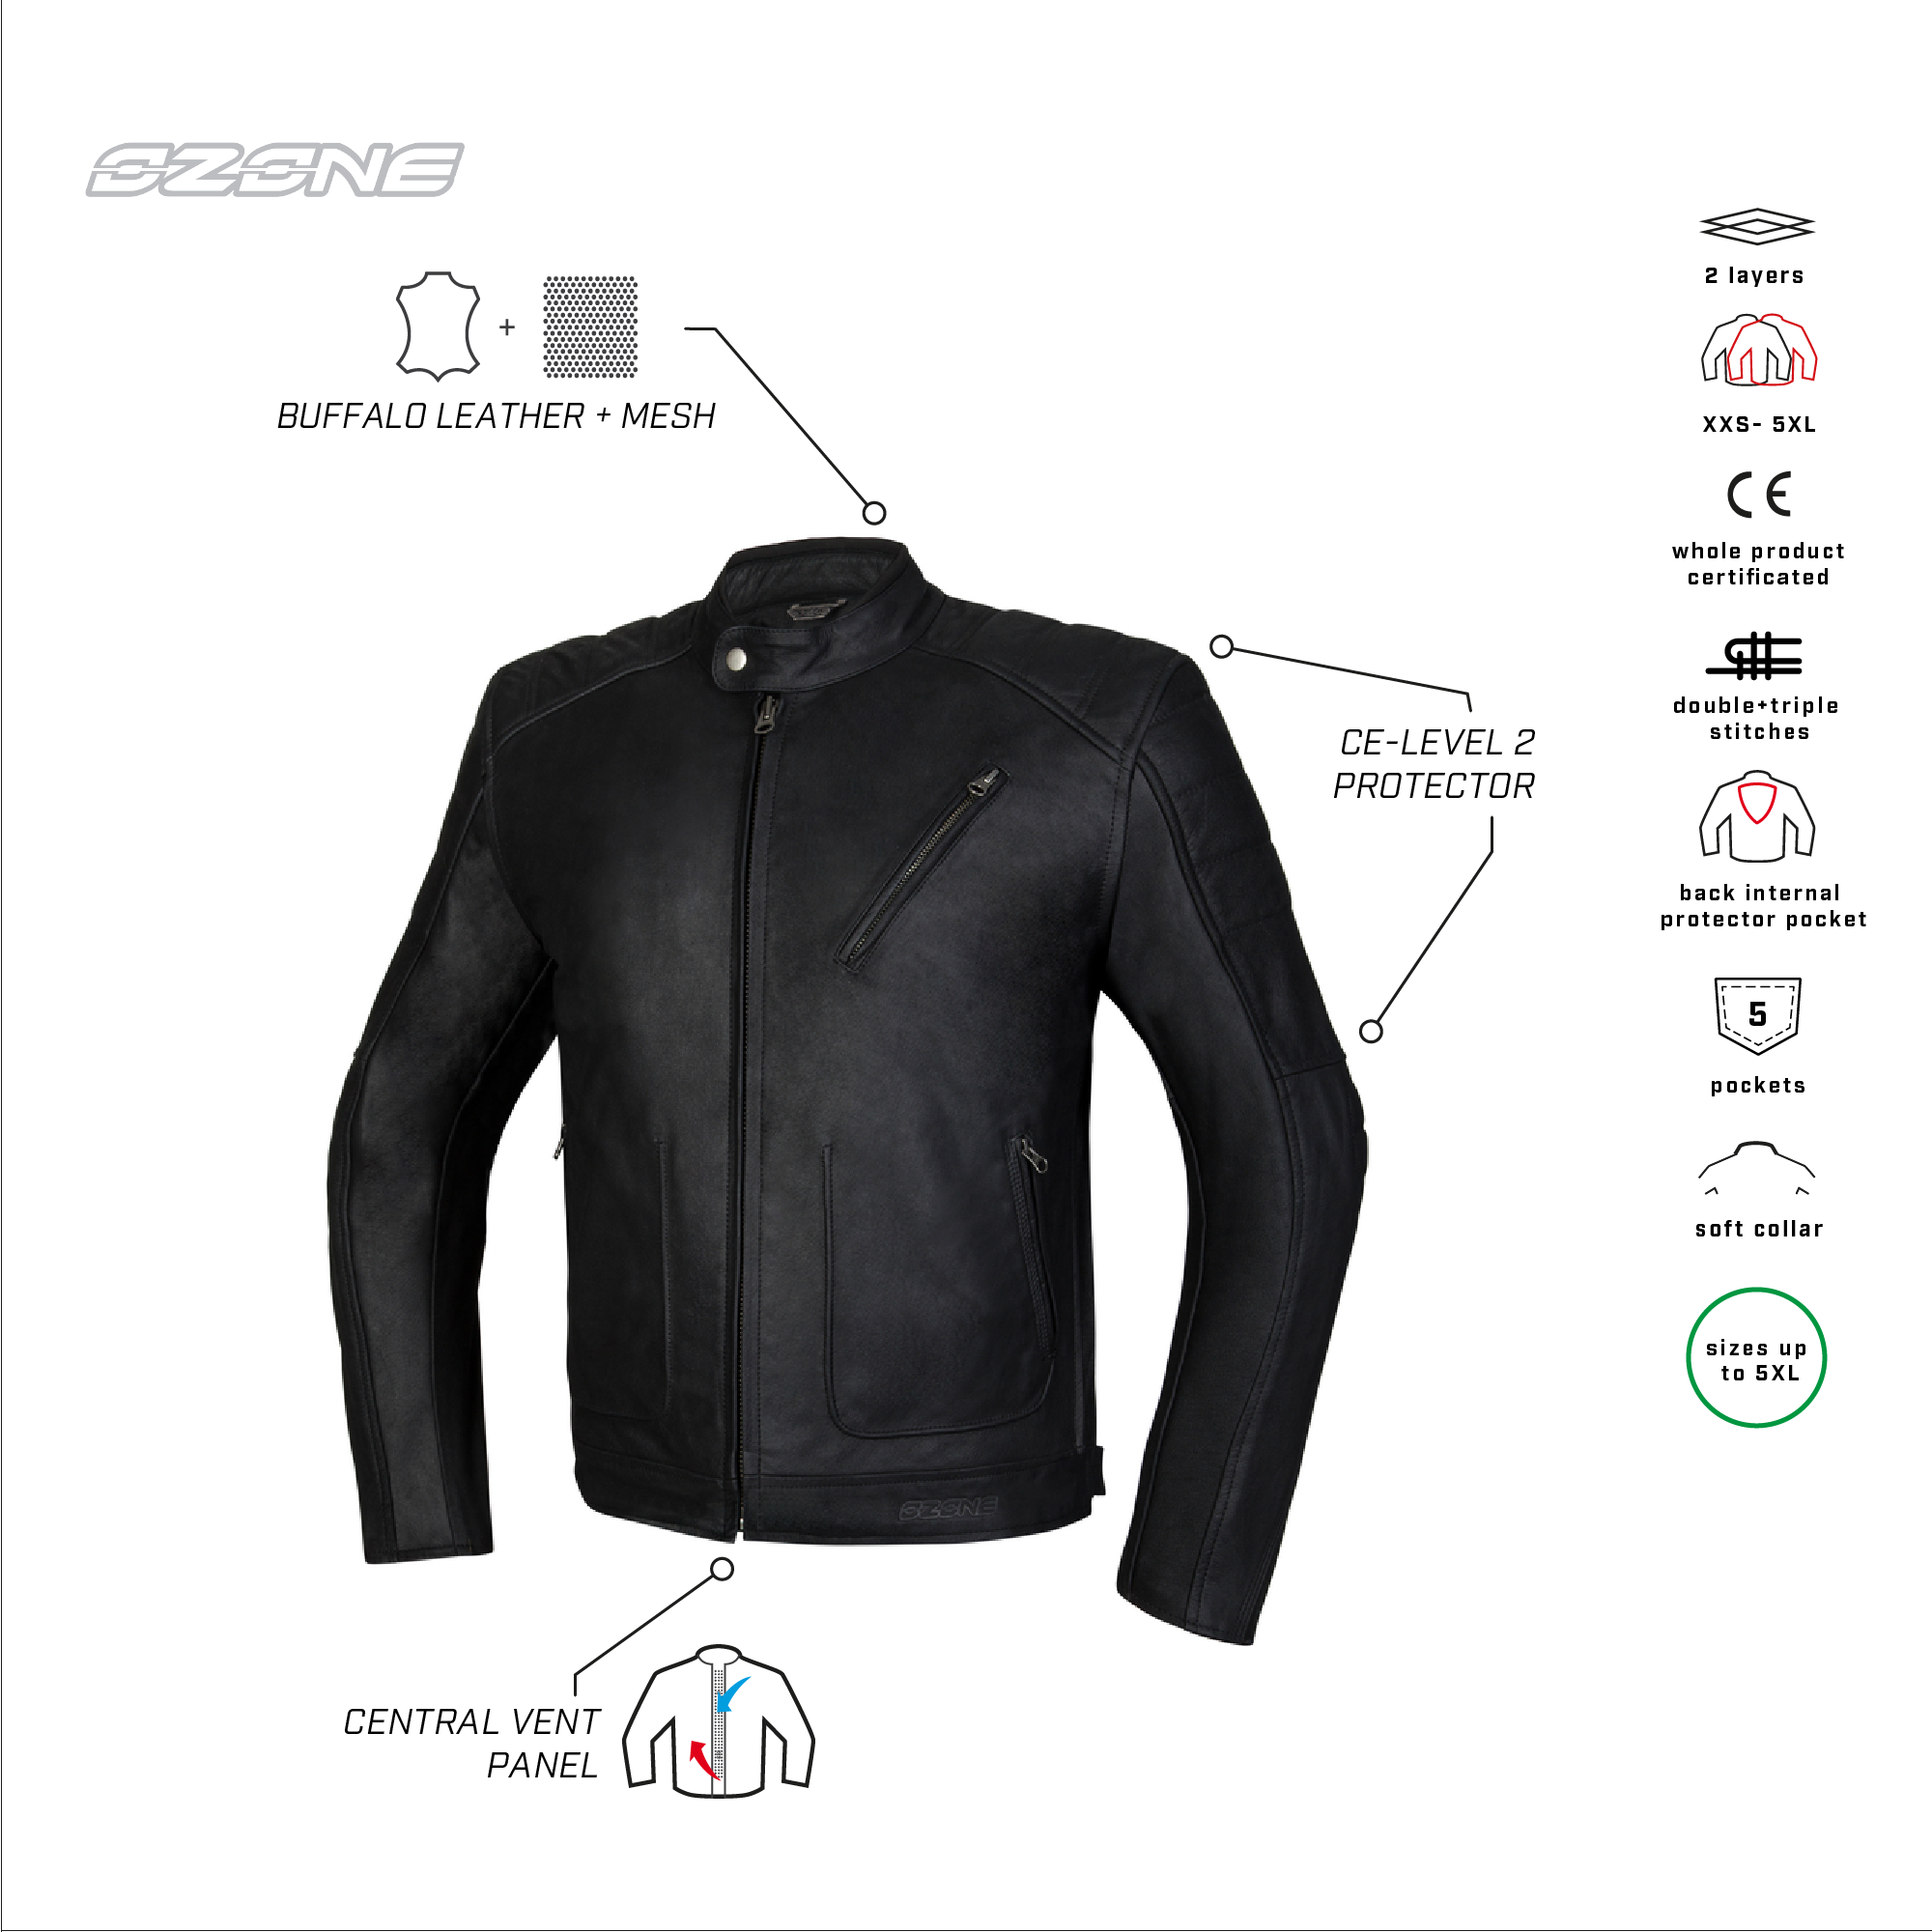 OZONE
BUFFALO LEATHER + MESH
CE-LEVEL 2
PROTECTOR
OZONE
CENTRAL VENT
PANEL
2 layers
XXS- 5XL
CE
whole product
certificated
double+triple
stitches
back internal
protector pocket
5
pockets
soft collar
sizes up
to 5XL